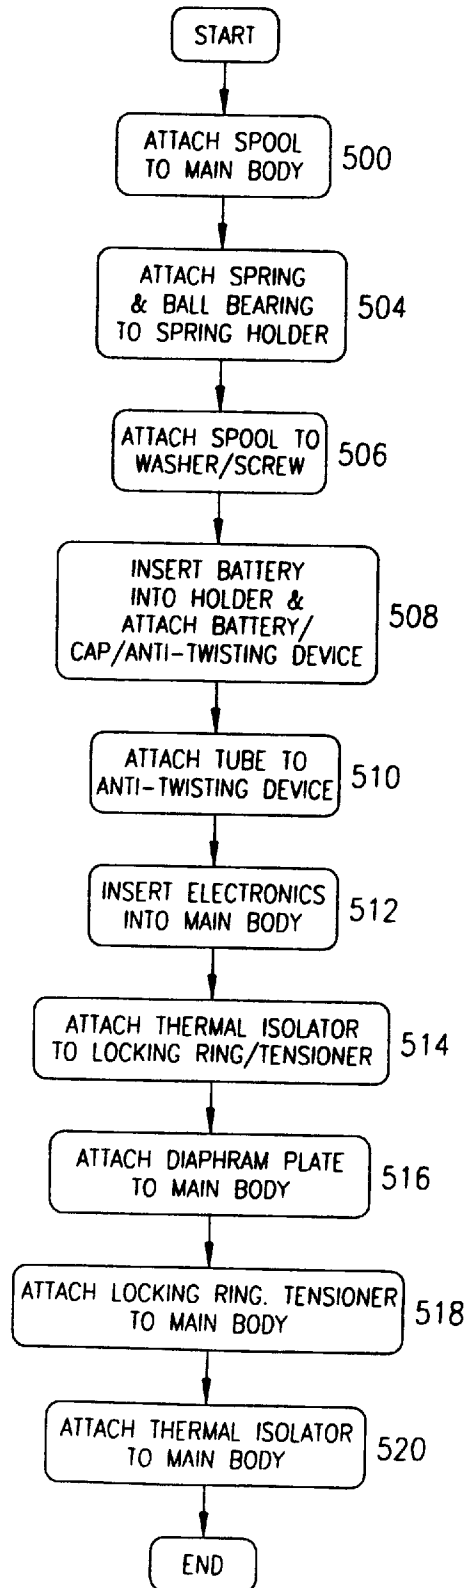 START
ATTACH SPOOL
TO MAIN BODY
500
ATTACH SPRING
& BALL BEARING
TO SPRING HOLDER
504
ATTACH SPOOL TO
WASHER/SCREW
506
INSERT BATTERY
INTO HOLDER &
ATTACH BATTERY/
CAP/ANTI-TWISTING DEVICE
508
ATTACH TUBE TO
ANTI-TWISTING DEVICE
510
INSERT ELECTRONICS
INTO MAIN BODY
512
ATTACH THERMAL ISOLATOR
TO LOCKING RING/TENSIONER
514
ATTACH DIAPHRAM PLATE
TO MAIN BODY
516
ATTACH LOCKING RING. TENSIONER
TO MAIN BODY
518
ATTACH THERMAL ISOLATOR
TO MAIN BODY
520
END